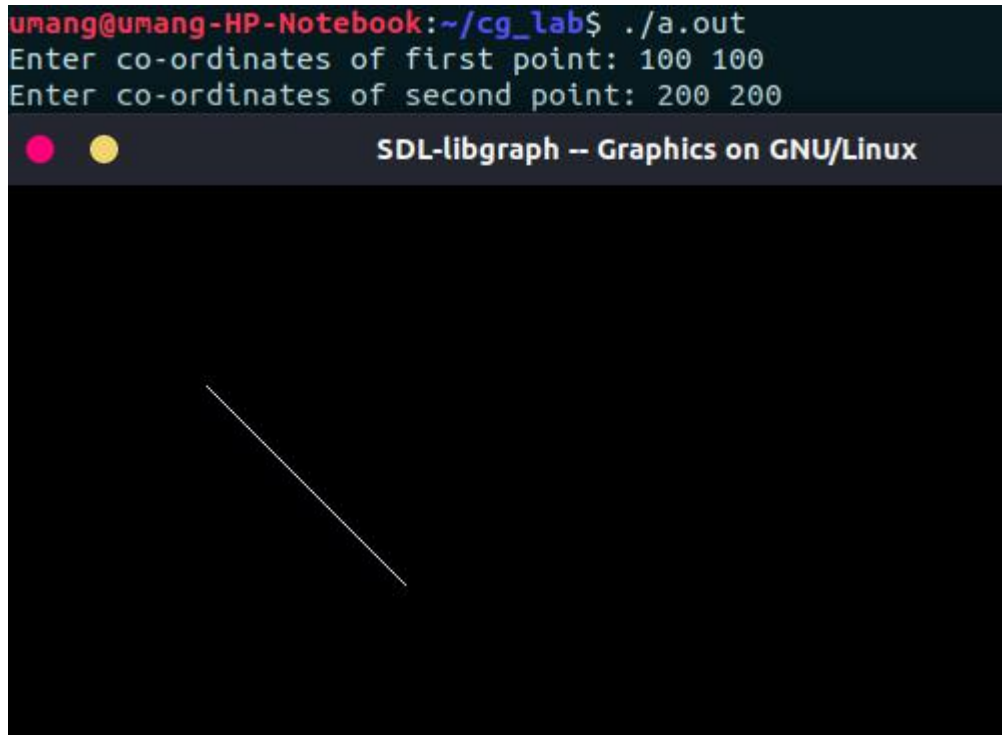 umang@umang-HP-Notebook:~/cg_lab$ ./a.out
Enter co-ordinates of first point: 100 100
Enter co-ordinates of second point: 200 200
SDL-libgraph -- Graphics on GNU/Linux